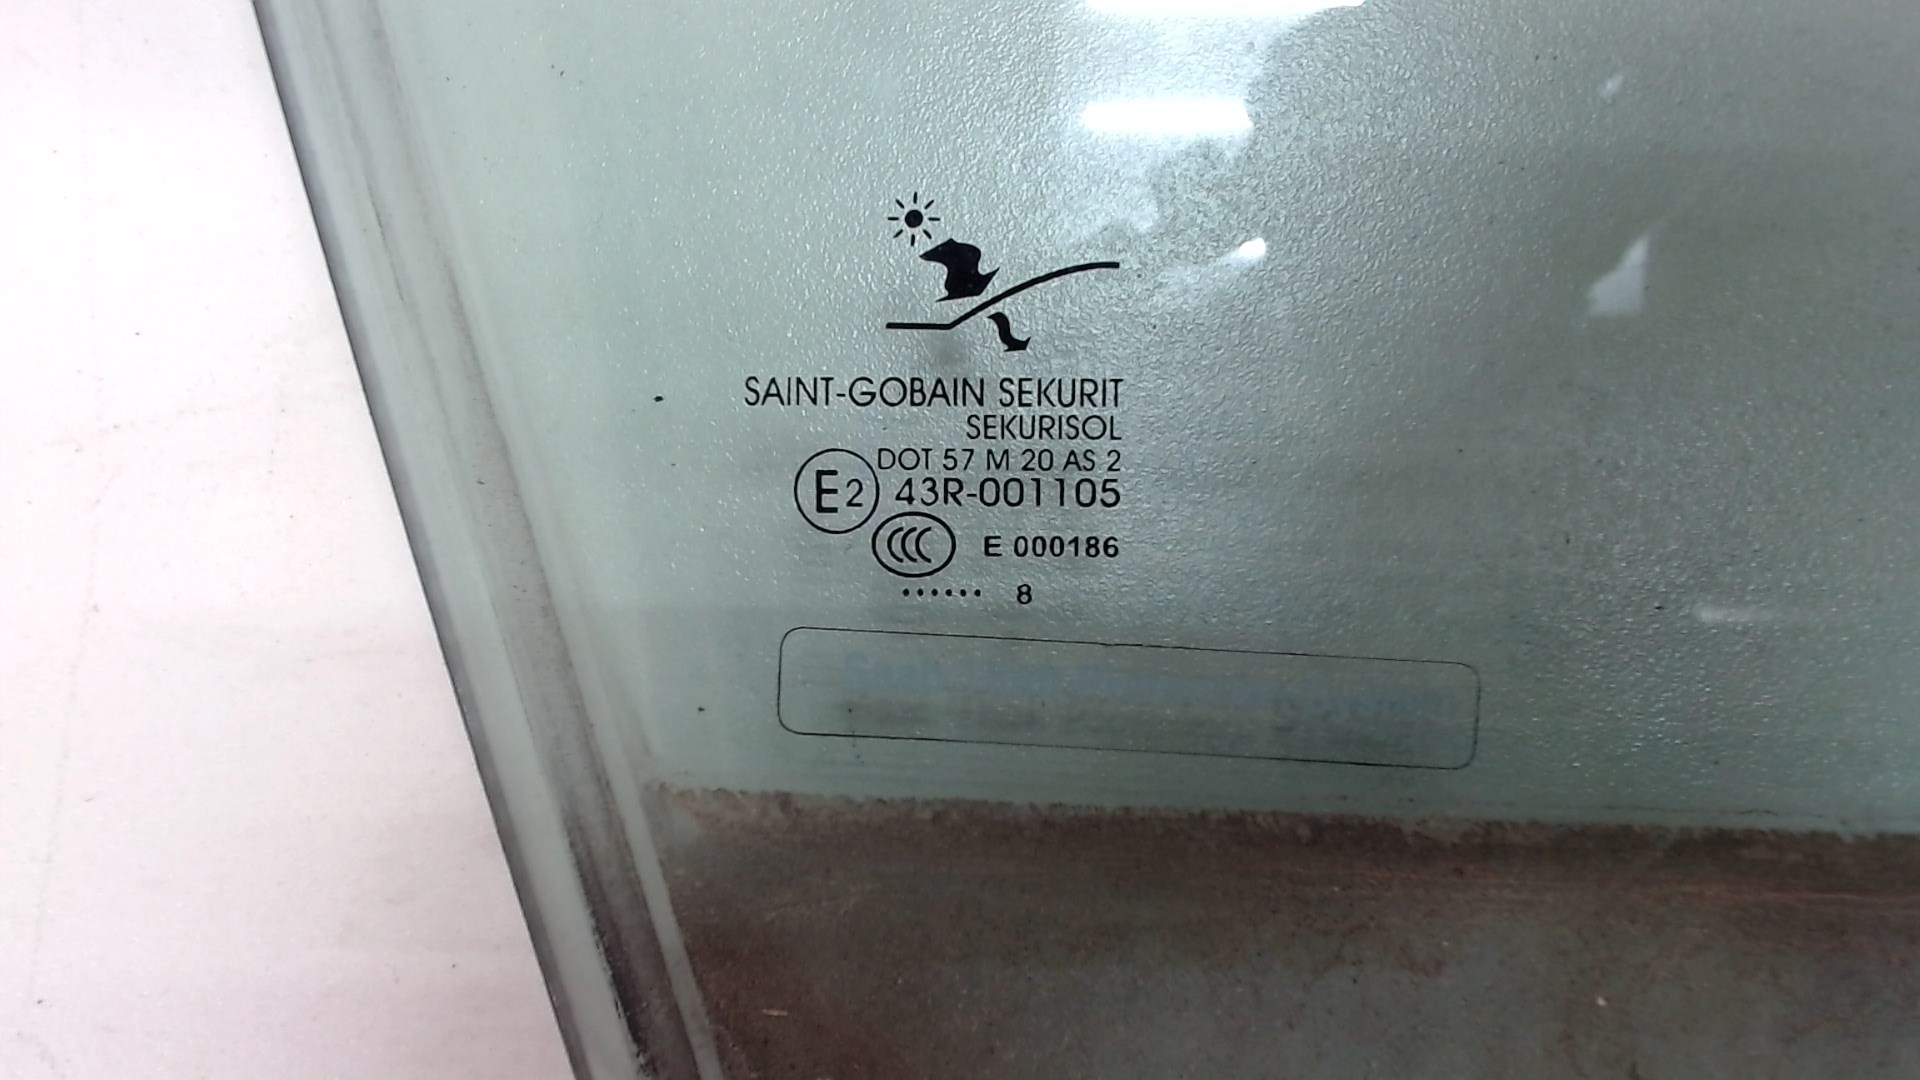 SAINT-GOBAIN SEKURIT
SEKURISOL
DOT 57 M 20 AS 2
E2 43R-001105
CCC E 000186
...... 8